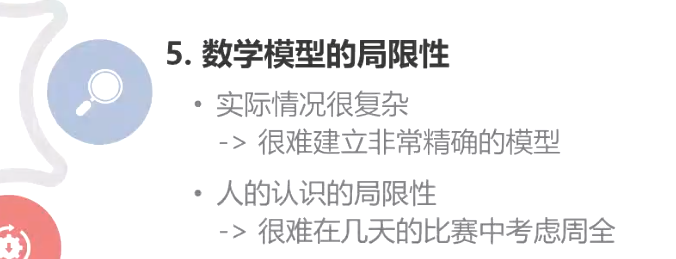 5. 数学模型的局限性
• 实际情况很复杂
-> 很难建立非常精确的模型
• 人的认识的局限性
-> 很难在几天的比赛中考虑周全